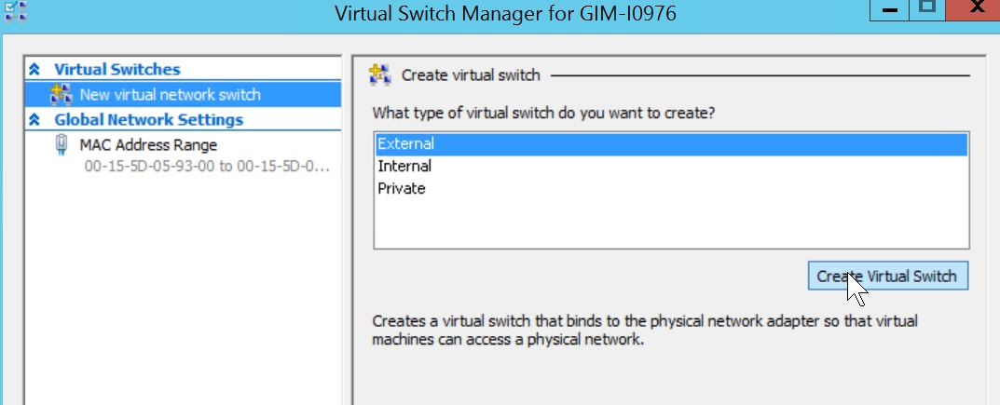 Virtual Switch Manager for GIM-I0976
Virtual Switches
New virtual network switch
Global Network Settings
MAC Address Range
00-15-5D-05-93-00 to 00-15-5D-0...
Create virtual switch
What type of virtual switch do you want to create?
External
Internal
Private
Create Virtual Switch
Creates a virtual switch that binds to the physical network adapter so that virtual
machines can access a physical network.